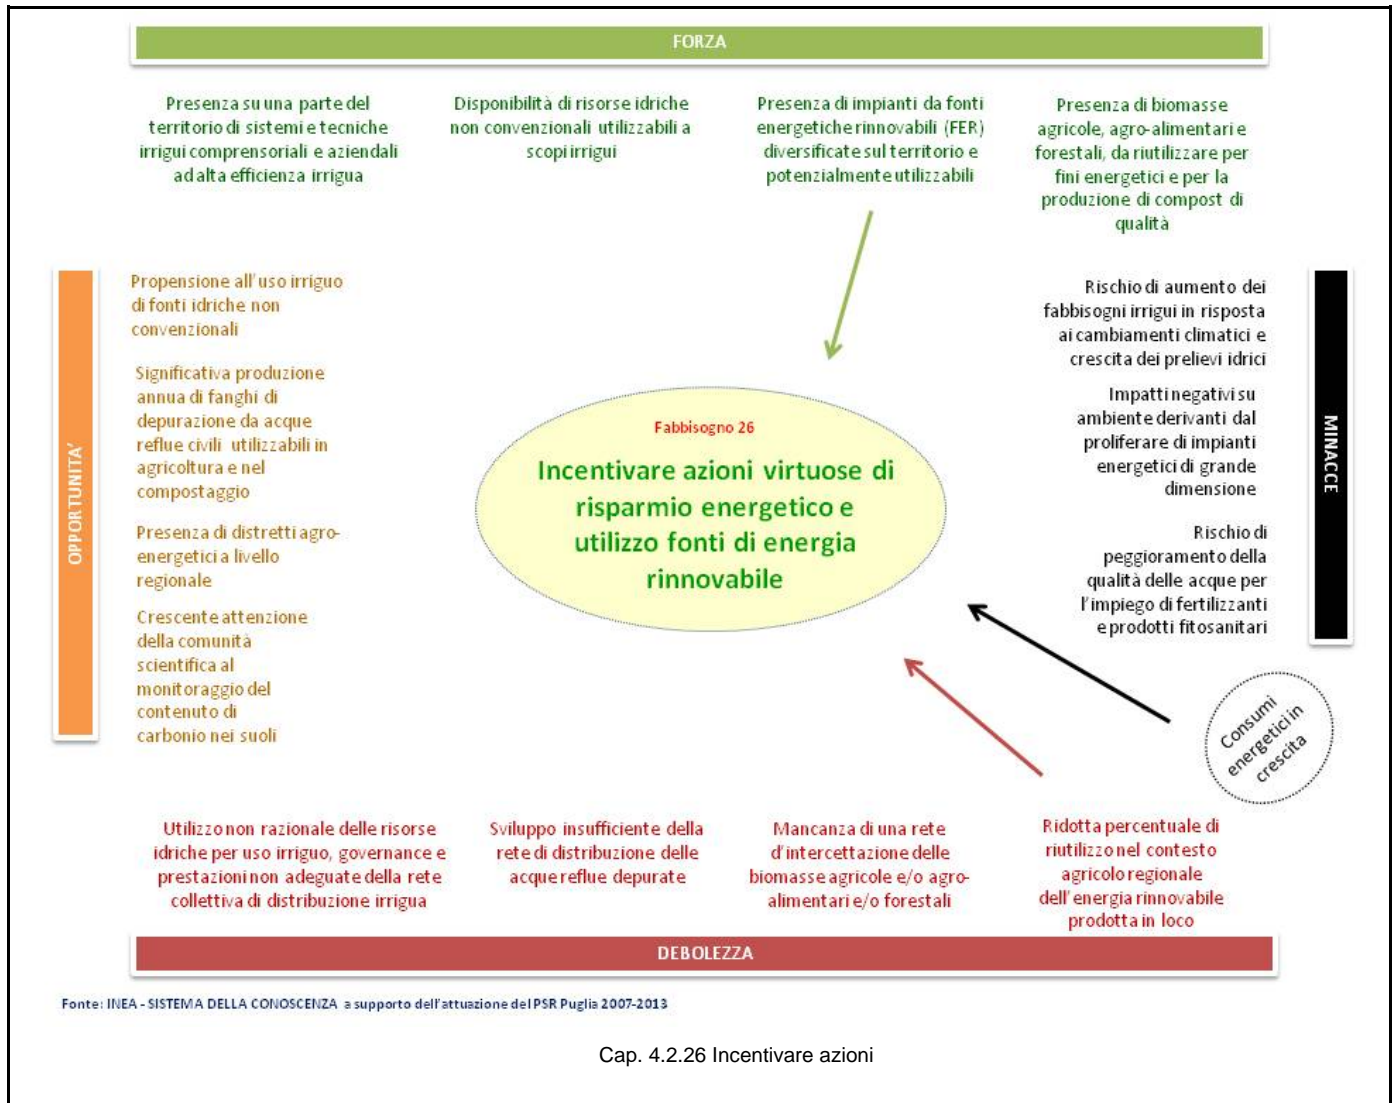 FORZA
Presenza su una parte del
territorio di sistemi e tecniche
irrigui comprensoriali e aziendali
ad alta efficienza irrigua
Disponibilità di risorse idriche
non convenzionali utilizzabili a
scopi irrigui
Presenza di impianti da fonti
energetiche rinnovabili (FER)
diversificate sul territorio e
potenzialmente utilizzabili
Presenza di biomasse
agricole, agro-alimentari e
forestali, da riutilizzare per
fini energetici e per la
produzione di compost di
qualità
OPPORTUNITA’
Propensione all’uso irriguo
di fonti idriche non
convenzionali
Significativa produzione
annua di fanghi di
depurazione da acque
reflue civili utilizzabili in
agricoltura e nel
compostaggio
Presenza di distretti agro-
energetici a livello
regionale
Crescente attenzione
della comunità
scientifica al
monitoraggio del
contenuto di
carbonio nei suoli
Fabbisogno 26
Incentivare azioni virtuose di
risparmio energetico e
utilizzo fonti di energia
rinnovabile
Rischio di aumento dei
fabbisogni irrigui in risposta
ai cambiamenti climatici e
crescita dei prelievi idrici
Impatti negativi su
ambiente derivanti dal
proliferare di impianti
energetici di grande
dimensione
Rischio di
peggioramento della
qualità delle acque per
l’impiego di fertilizzanti
e prodotti fitosanitari
MINACCE
Consumi
energetici in
crescita
Utilizzo non razionale delle risorse
idriche per uso irriguo, governance e
prestazioni non adeguate della rete
collettiva di distribuzione irrigua
Sviluppo insufficiente della
rete di distribuzione delle
acque reflue depurate
Mancanza di una rete
d’intercettazione delle
biomasse agricole e/o agro-
alimentari e/o forestali
Ridotta percentuale di
riutilizzo nel contesto
agricolo regionale
dell’energia rinnovabile
prodotta in loco
DEBOLEZZA
Fonte: INEA - SISTEMA DELLA CONOSCENZA a supporto dell’attuazione del PSR Puglia 2007-2013
Cap. 4.2.26 Incentivare azioni